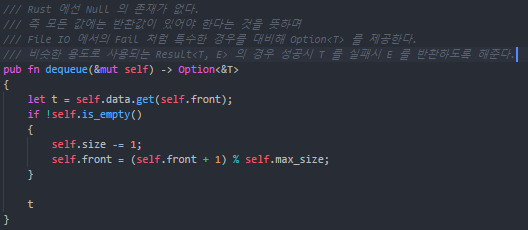 /// Rust 에선 Null 의 존재가 없다.
/// 즉 모든 값에는 반환값이 있어야 한다는 것을 뜻하며
/// File IO 에서의 Fail 처럼 특수한 경우을 대비해 Option<T> 를 제공한다.
/// 비슷한 용도로 사용되는 Result<T, E> 의 경우 성공시 T 를 실패시 E 를 반환하도록 해준다.
pub fn dequeue(&mut self) -> Option<&T>
{
    let t = self.data.get(self.front);
    if !self.is_empty()
    {
        self.size -= 1;
        self.front = (self.front + 1) % self.max_size;
    }

    t
}